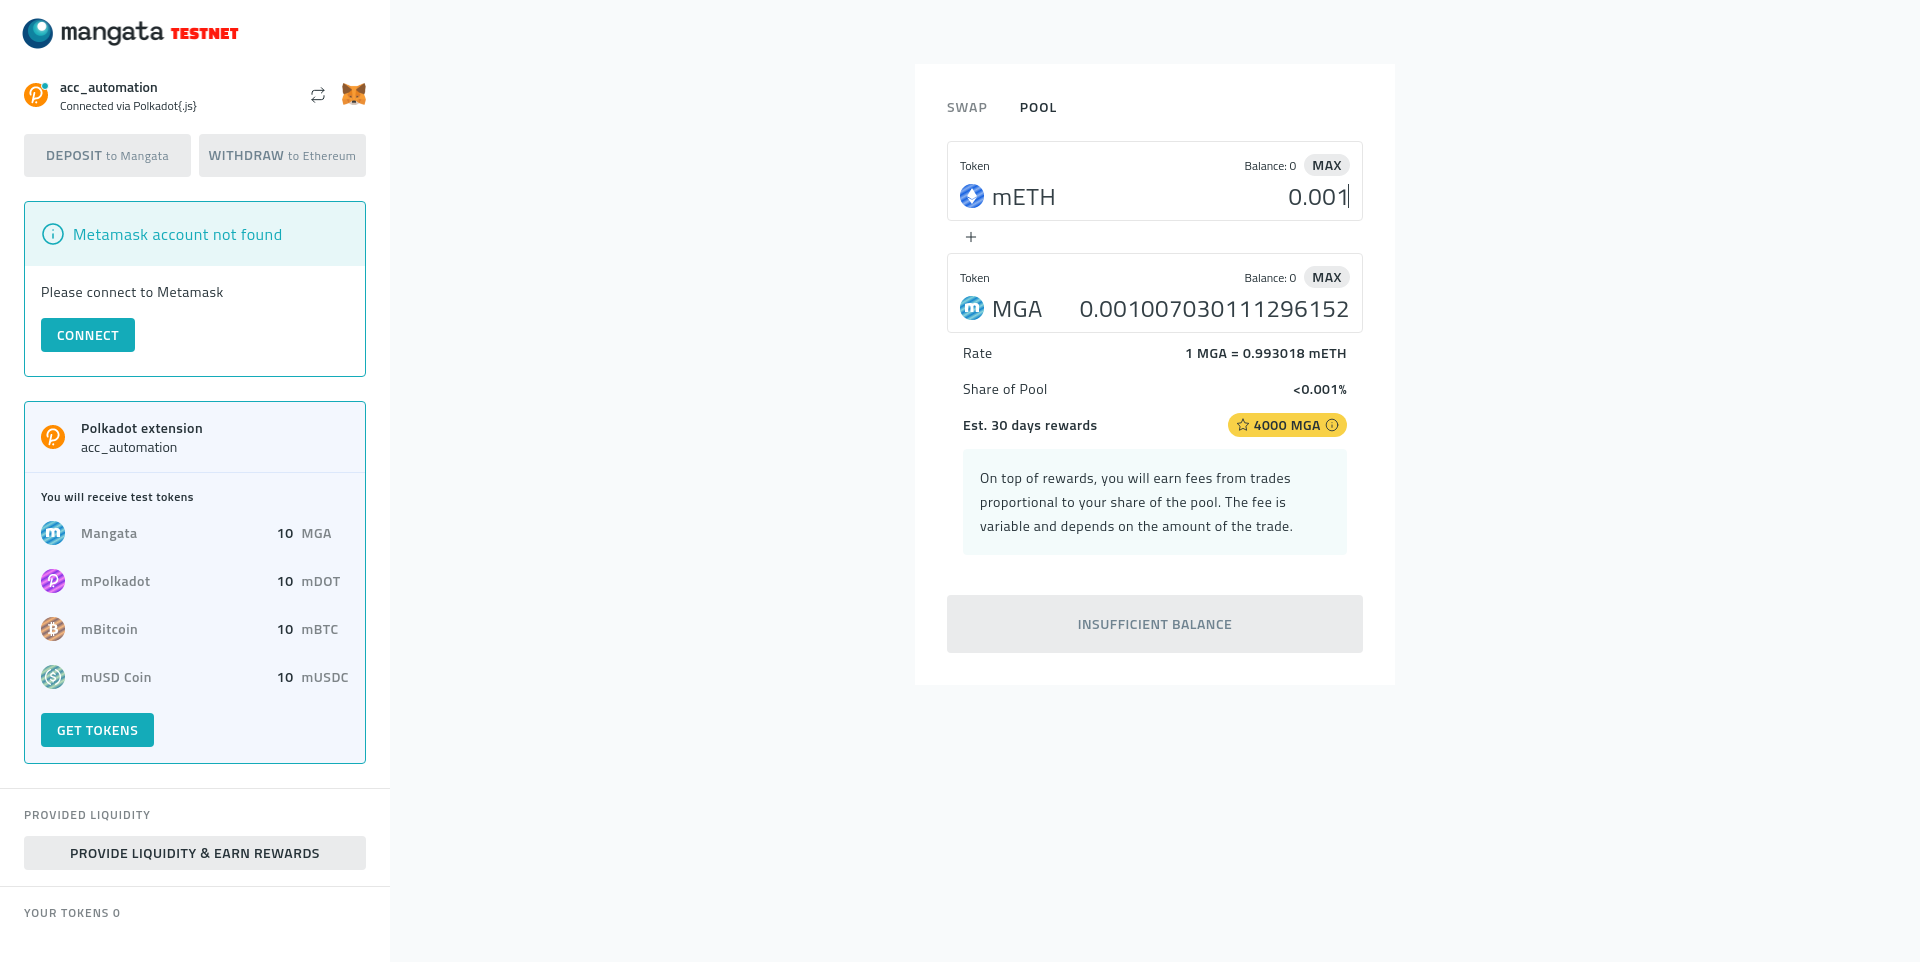 mangata TESTNET
acc_automation
Connected via Polkadot{.js}
DEPOSIT to Mangata
WITHDRAW to Ethereum
Metamask account not found
Please connect to Metamask
CONNECT
Polkadot extension
acc_automation
You will receive test tokens
Mangata 10 MGA
mPolkadot 10 mDOT
mBitcoin 10 mBTC
mUSD Coin 10 mUSDC
GET TOKENS
PROVIDED LIQUIDITY
PROVIDE LIQUIDITY & EARN REWARDS
YOUR TOKENS 0
SWAP POOL
Token Balance: 0 MAX
mETH 0.001
+
Token Balance: 0 MAX
MGA 0.001007030111296152
Rate 1 MGA = 0.993018 mETH
Share of Pool <0.001%
Est. 30 days rewards 4000 MGA
On top of rewards, you will earn fees from trades
proportional to your share of the pool. The fee is
variable and depends on the amount of the trade.
INSUFFICIENT BALANCE